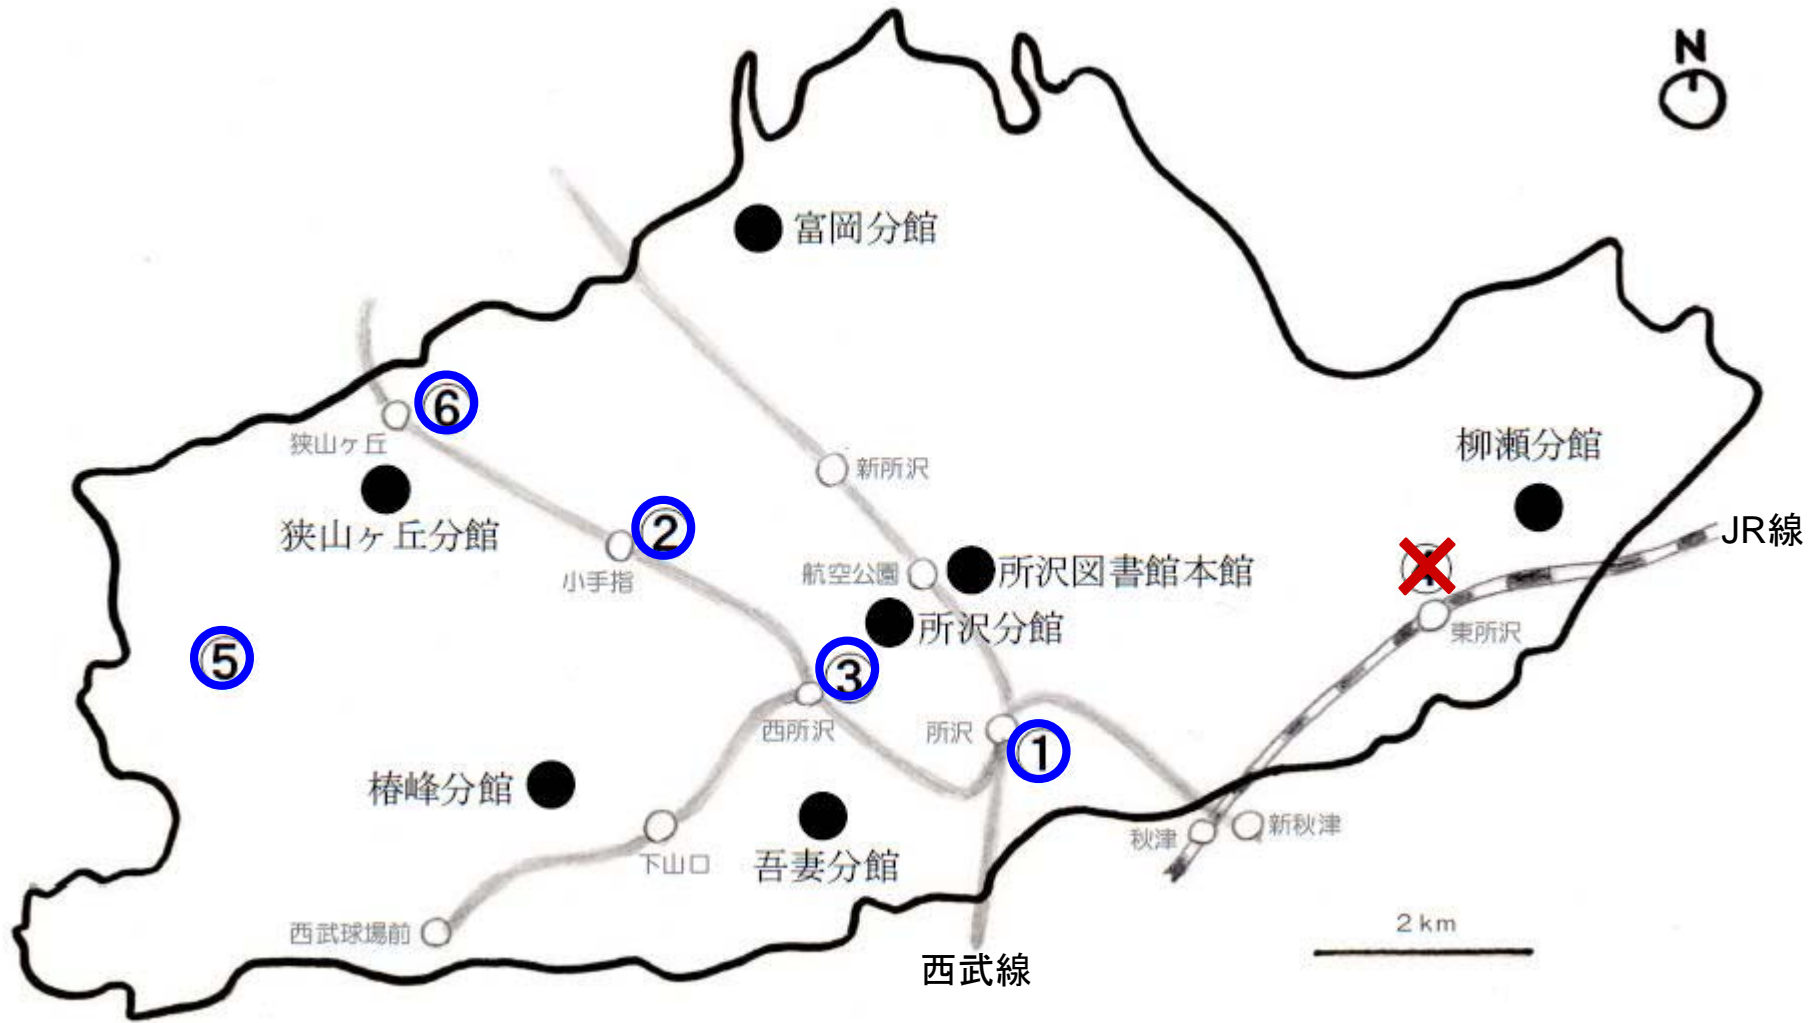 N
富岡分館
⑥
狭山ヶ丘
狭山ヶ丘分館
新所沢
柳瀬分館
②
小手指
JR線
航空公園
所沢図書館本館
所沢分館
東所沢
⑤
③
西所沢
所沢
①
椿峰分館
下山口
吾妻分館
秋津
新秋津
西武球場前
西武線
2 km